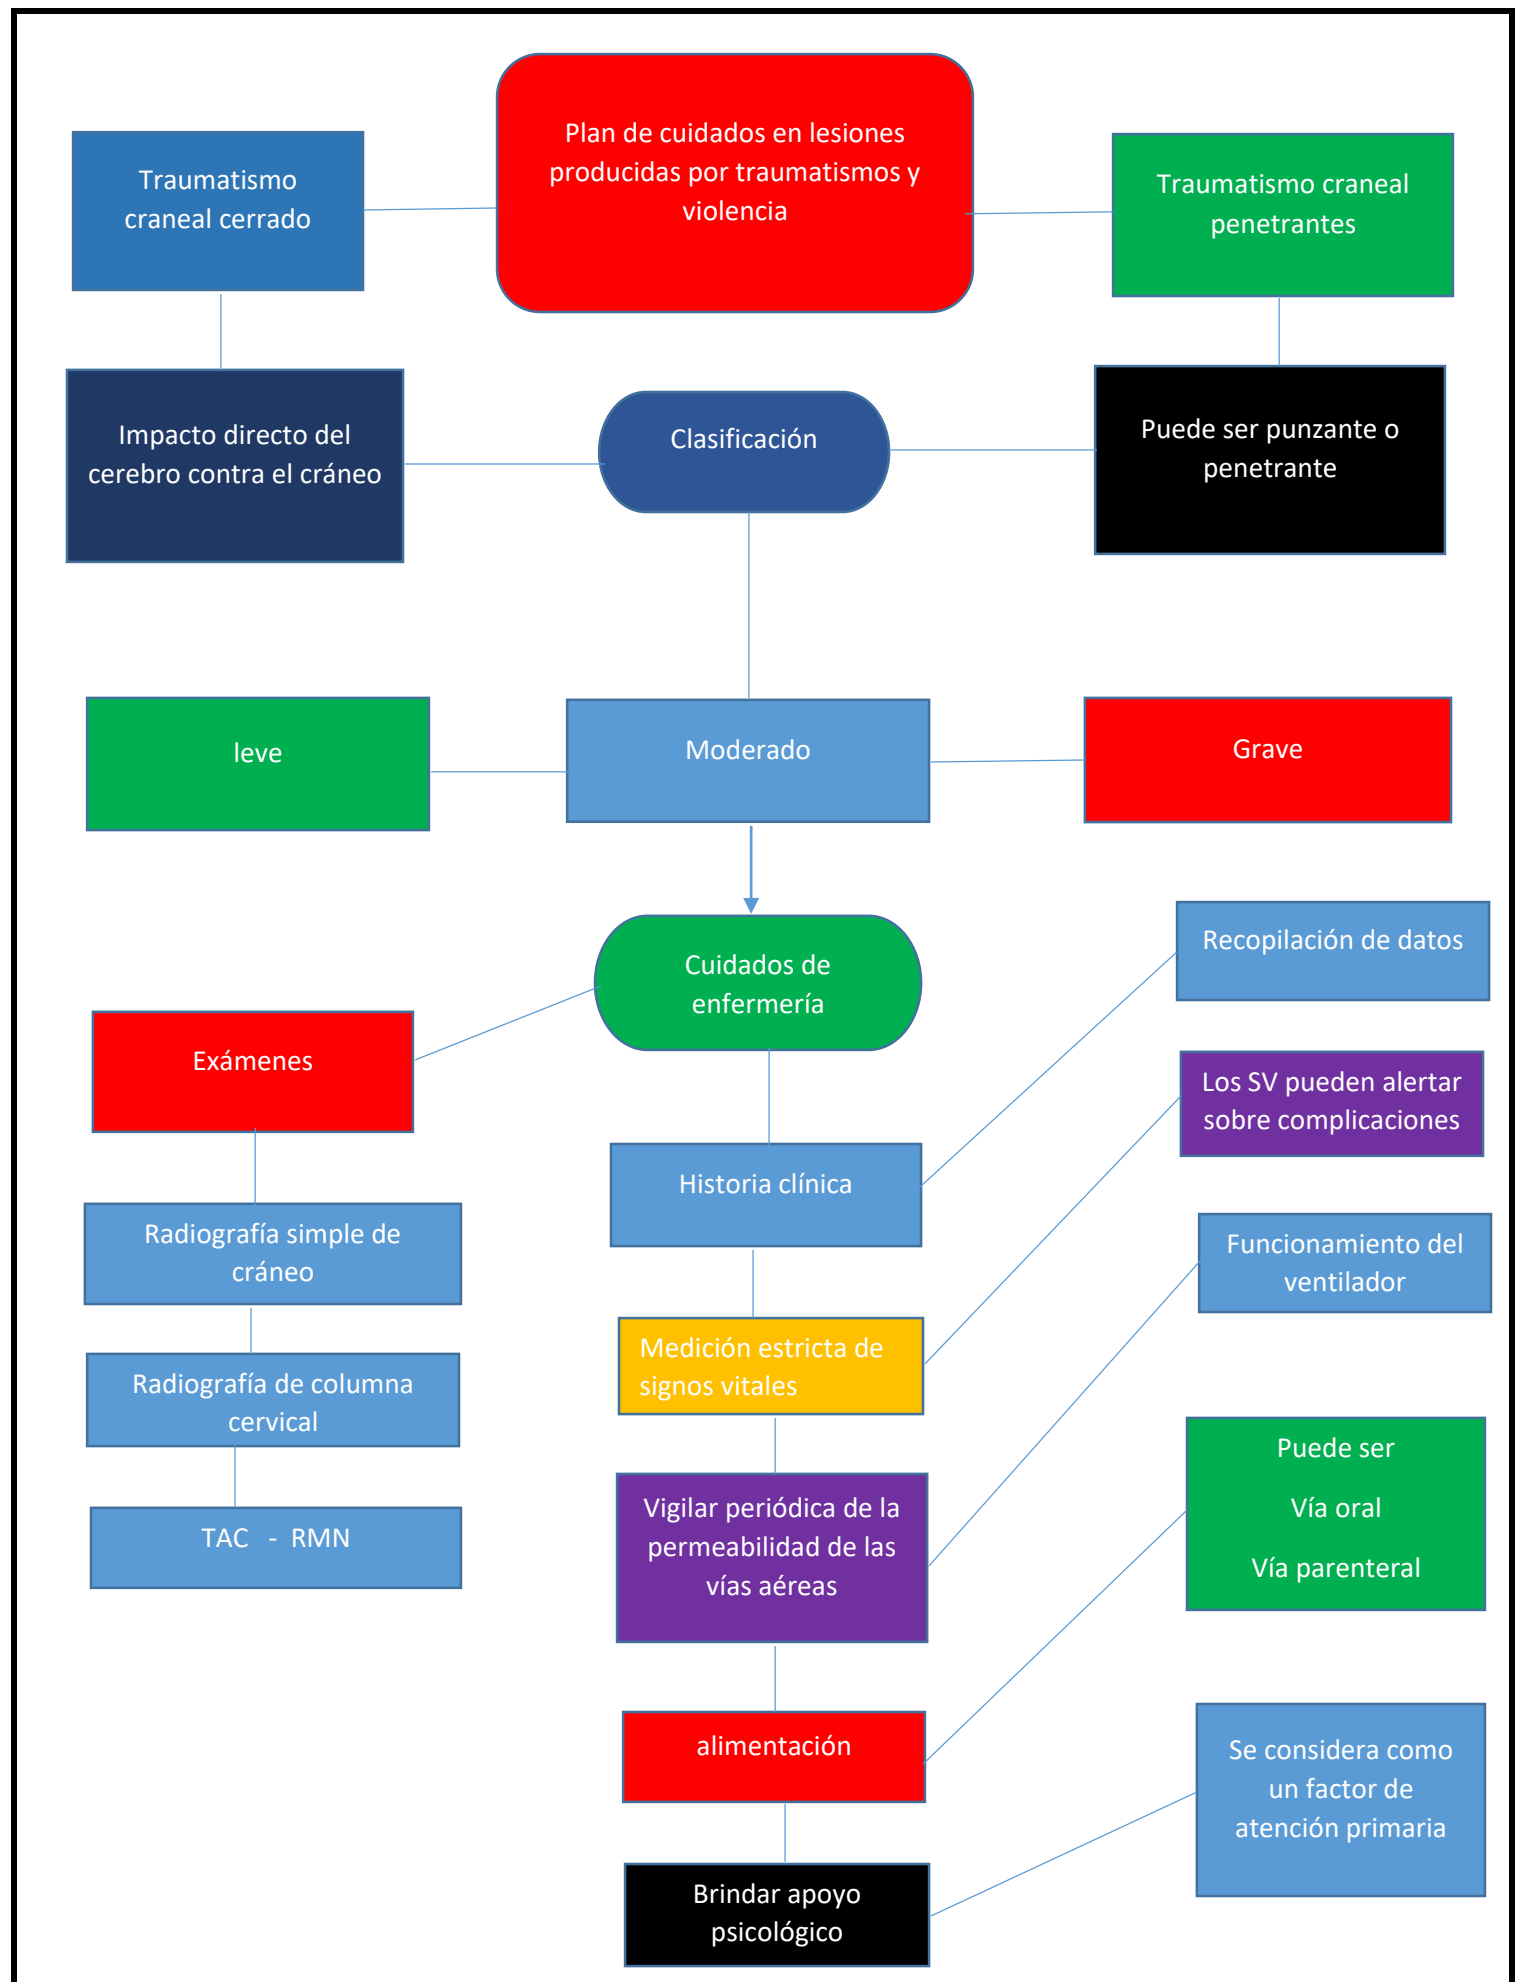 Plan de cuidados en lesiones
producidas por traumatismos y
violencia
Traumatismo
craneal cerrado
Traumatismo craneal
penetrantes
Impacto directo del
cerebro contra el cráneo
Clasificación
Puede ser punzante o
penetrante
leve
Moderado
Grave
Cuidados de
enfermería
Exámenes
Radiografía simple de
cráneo
Radiografía de columna
cervical
TAC - RMN
Historia clínica
Recopilación de datos
Medición estricta de
signos vitales
Los SV pueden alertar
sobre complicaciones
Vigilar periódica de la
permeabilidad de las
vías aéreas
Funcionamiento del
ventilador
alimentación
Puede ser
Vía oral
Vía parenteral
Brindar apoyo
psicológico
Se considera como
un factor de
atención primaria